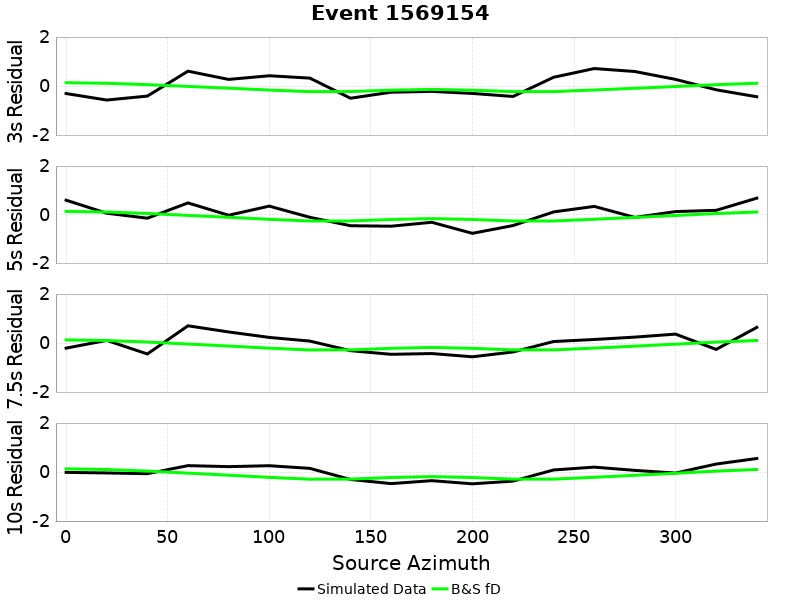 Event 1569154
3s Residual
2
0
-2
5s Residual
2
0
-2
7.5s Residual
2
0
-2
10s Residual
2
0
-2
0 50 100 150 200 250 300
Source Azimuth
Simulated Data B&S fD